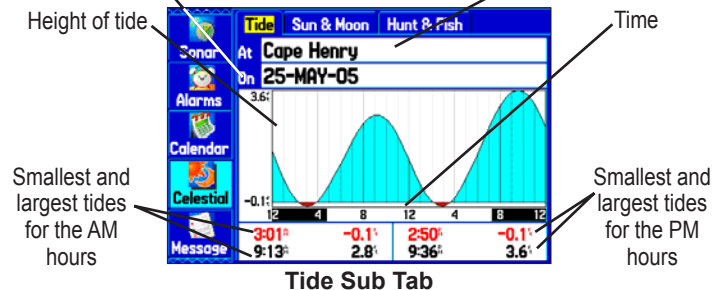 Height of tide
Time
Smallest and
largest tides
for the AM
hours
Smallest and
largest tides
for the PM
hours
Sonar
Alarms
Calendar
Celestial
Message
Tide Sun & Moon Hunt & Fish
At Cape Henry
On 25-MAY-05
3.6
-0.1
12 4 8 12 4 8 12
3:01 -0.1 2:50 -0.1
9:13 2.8 9:36 3.6
Tide Sub Tab